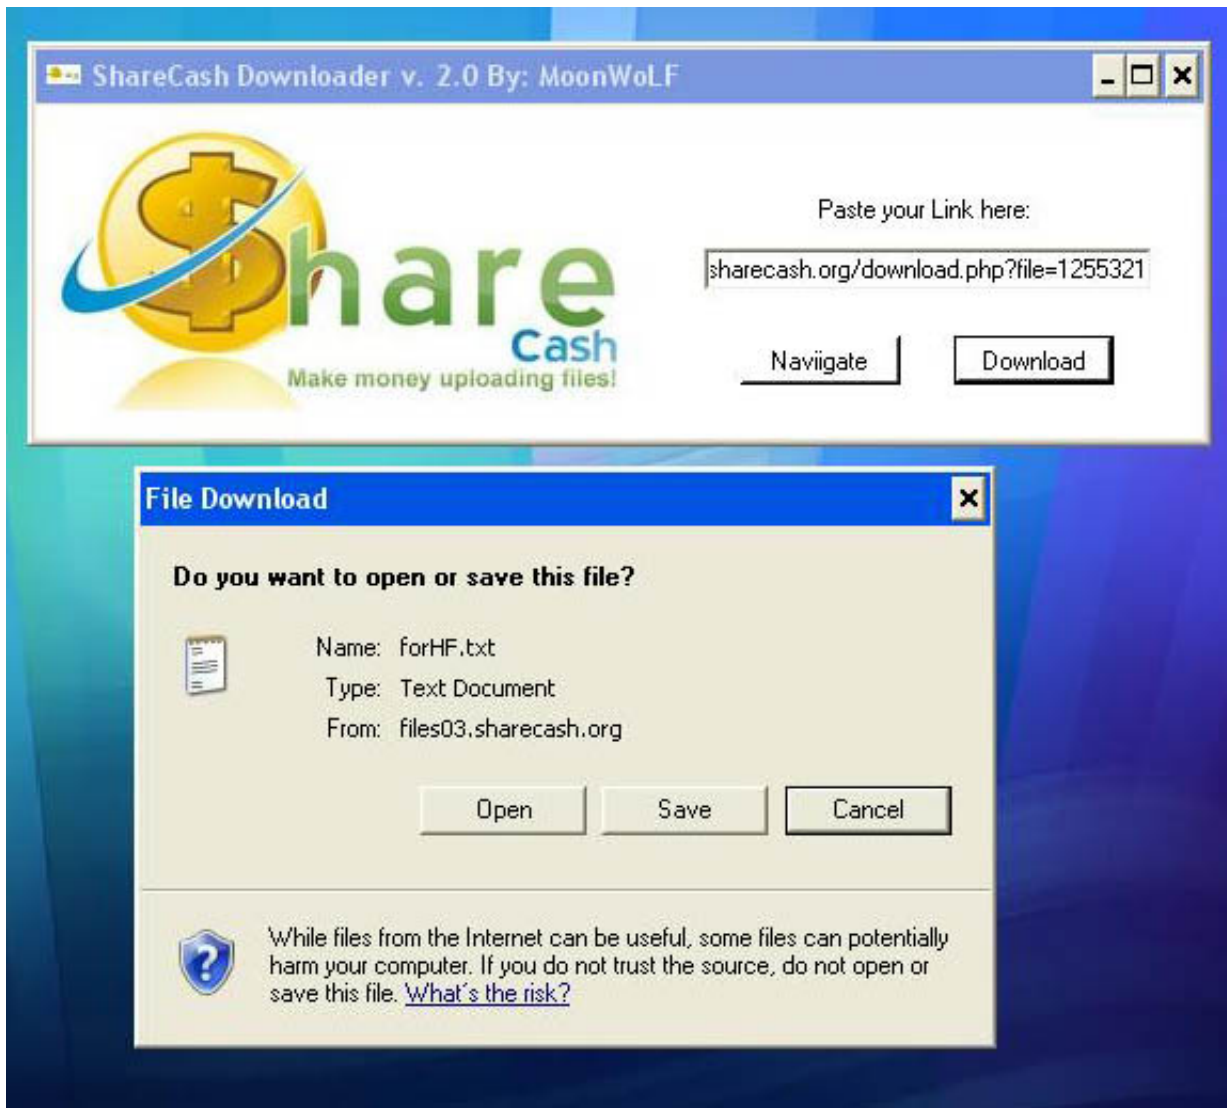 ShareCash Downloader v. 2.0 By: MoonWoLF
$hare
Cash
Make money uploading files!
Paste your Link here:
sharecash.org/download.php?file=1255321
Naviigate
Download
File Download
Do you want to open or save this file?
Name: forHF.txt
Type: Text Document
From: files03.sharecash.org
Open
Save
Cancel
While files from the Internet can be useful, some files can potentially
harm your computer. If you do not trust the source, do not open or
save this file. What's the risk?